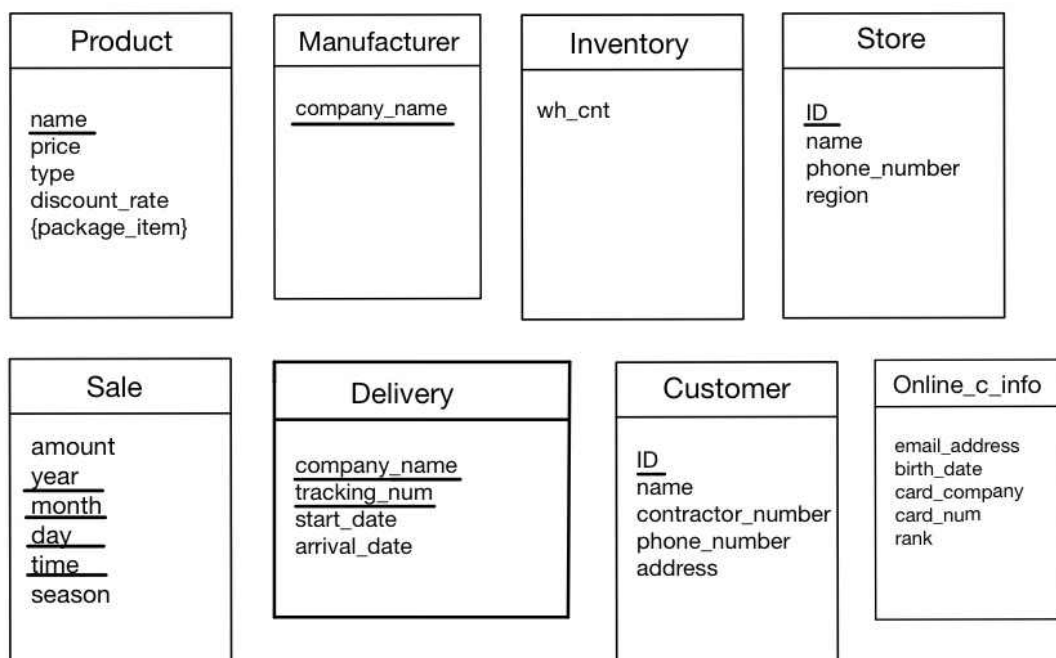 Product
name
price
type
discount_rate
{package_item}
Manufacturer
company_name
Inventory
wh_cnt
Store
ID
name
phone_number
region
Sale
amount
year
month
day
time
season
Delivery
company_name
tracking_num
start_date
arrival_date
Customer
ID
name
contractor_number
phone_number
address
Online_c_info
email_address
birth_date
card_company
card_num
rank